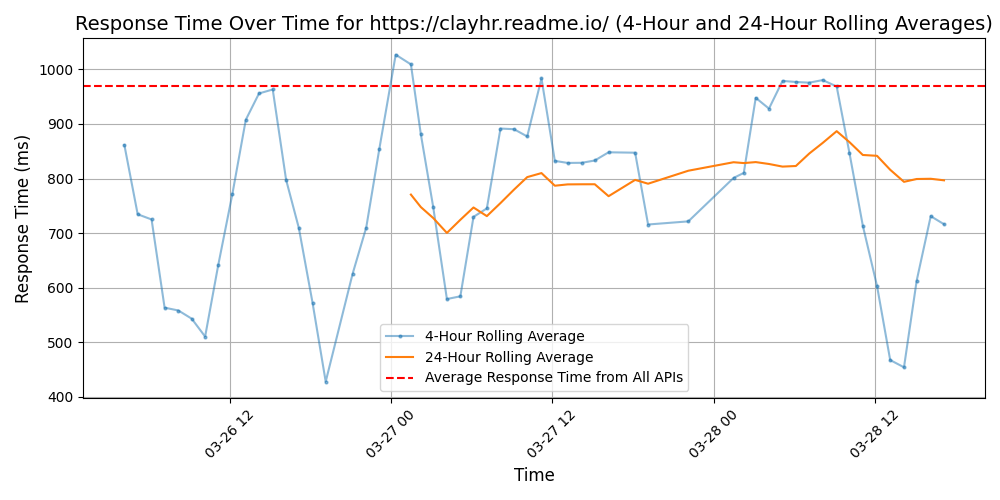 Response Time Over Time for https://clayhr.readme.io/ (4-Hour and 24-Hour Rolling Averages)
Response Time (ms)
1000
900
800
700
600
500
400
4-Hour Rolling Average
24-Hour Rolling Average
Average Response Time from All APIs
03-26 12
03-27 00
03-27 12
03-28 00
03-28 12
Time